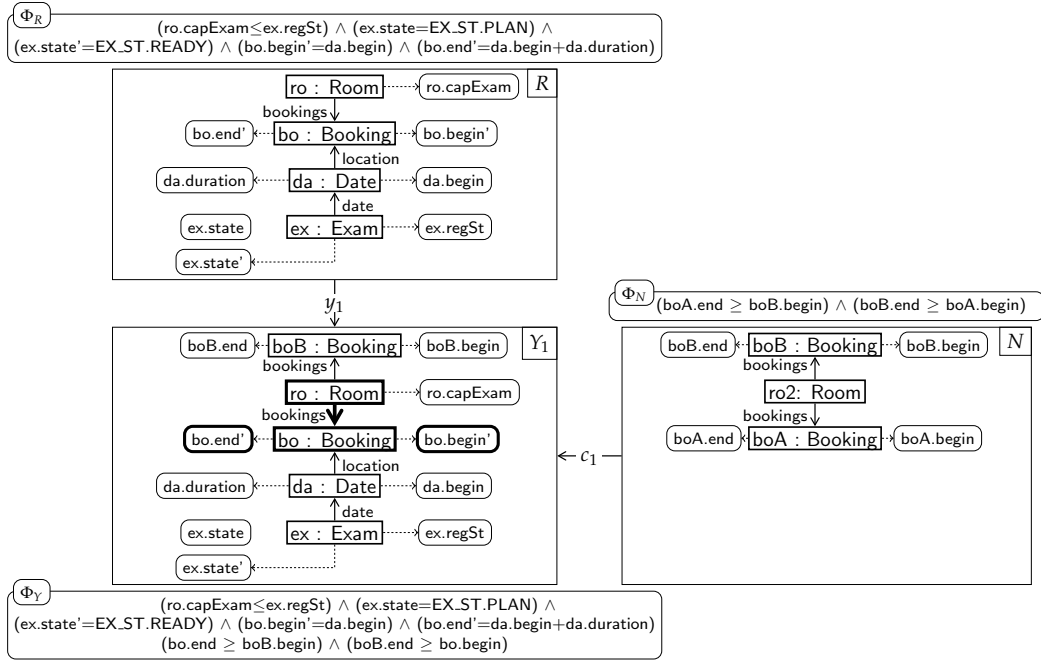 Φ_R
(ro.capExam≤ex.regSt) ∧ (ex.state=EX_ST.PLAN) ∧
(ex.state'=EX_ST.READY) ∧ (bo.begin'=da.begin) ∧ (bo.end'=da.begin+da.duration)
R
ro : Room
ro.capExam
bookings
bo.end'
bo : Booking
bo.begin'
location
da.duration
da : Date
da.begin
date
ex.state
ex : Exam
ex.regSt
ex.state'
y_1
Φ_N
(boA.end ≥ boB.begin) ∧ (boB.end ≥ boA.begin)
Y_1
boB.end
boB : Booking
boB.begin
bookings
ro : Room
ro.capExam
bookings
bo.end'
bo : Booking
bo.begin'
location
da.duration
da : Date
da.begin
date
ex.state
ex : Exam
ex.regSt
ex.state'
c_1
N
boB.end
boB : Booking
boB.begin
bookings
ro2: Room
bookings
boA.end
boA : Booking
boA.begin
Φ_Y
(ro.capExam≤ex.regSt) ∧ (ex.state=EX_ST.PLAN) ∧
(ex.state'=EX_ST.READY) ∧ (bo.begin'=da.begin) ∧ (bo.end'=da.begin+da.duration)
(bo.end ≥ boB.begin) ∧ (boB.end ≥ bo.begin)